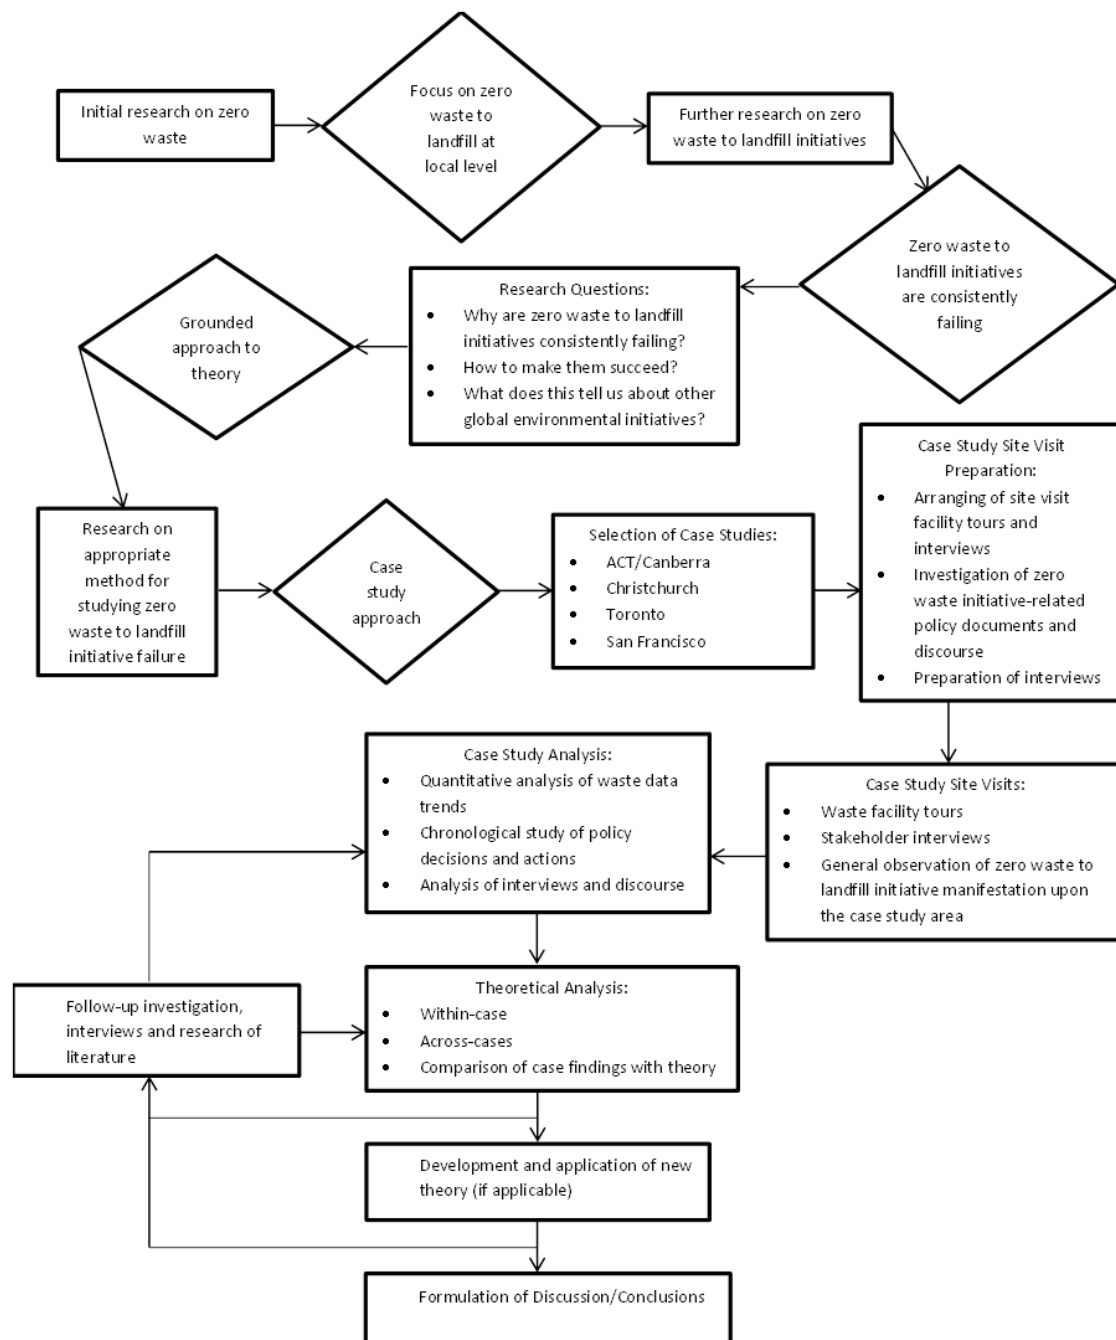 Initial research on zero
waste
Focus on zero
waste to
landfill at
local level
Further research on zero
waste to landfill initiatives
Zero waste to
landfill initiatives
are consistently
failing
Research Questions:
• Why are zero waste to landfill
initiatives consistently failing?
• How to make them succeed?
• What does this tell us about other
global environmental initiatives?
Grounded
approach to
theory
Research on
appropriate
method for
studying zero
waste to landfill
initiative failure
Case
study
approach
Selection of Case Studies:
• ACT/Canberra
• Christchurch
• Toronto
• San Francisco
Case Study Site Visit
Preparation:
• Arranging of site visit
facility tours and
interviews
• Investigation of zero
waste initiative-related
policy documents and
discourse
• Preparation of interviews
Case Study Site Visits:
• Waste facility tours
• Stakeholder interviews
• General observation of zero waste to
landfill initiative manifestation upon
the case study area
Case Study Analysis:
• Quantitative analysis of waste data
trends
• Chronological study of policy
decisions and actions
• Analysis of interviews and discourse
Follow-up investigation,
interviews and research of
literature
Theoretical Analysis:
• Within-case
• Across-cases
• Comparison of case findings with theory
Development and application of new
theory (if applicable)
Formulation of Discussion/Conclusions